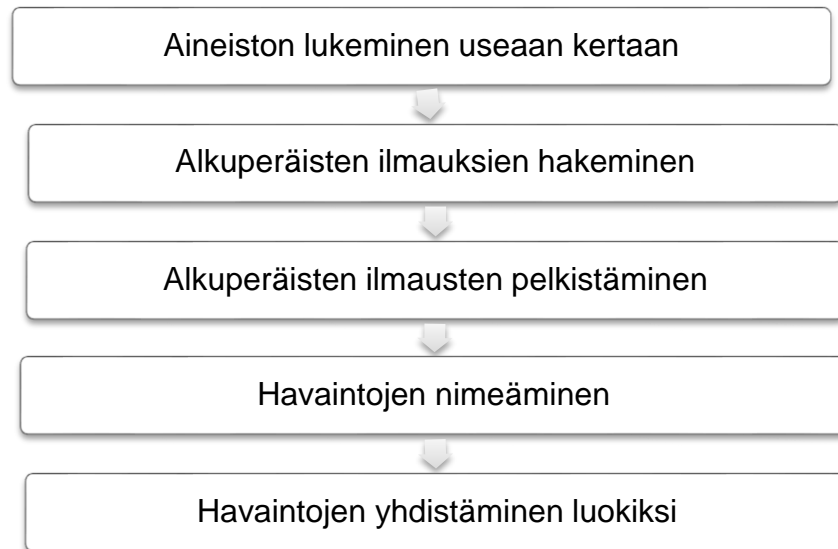 Aineiston lukeminen useaan kertaan
Alkuperäisten ilmauksien hakeminen
Alkuperäisten ilmausten pelkistäminen
Havaintojen nimeäminen
Havaintojen yhdistäminen luokiksi